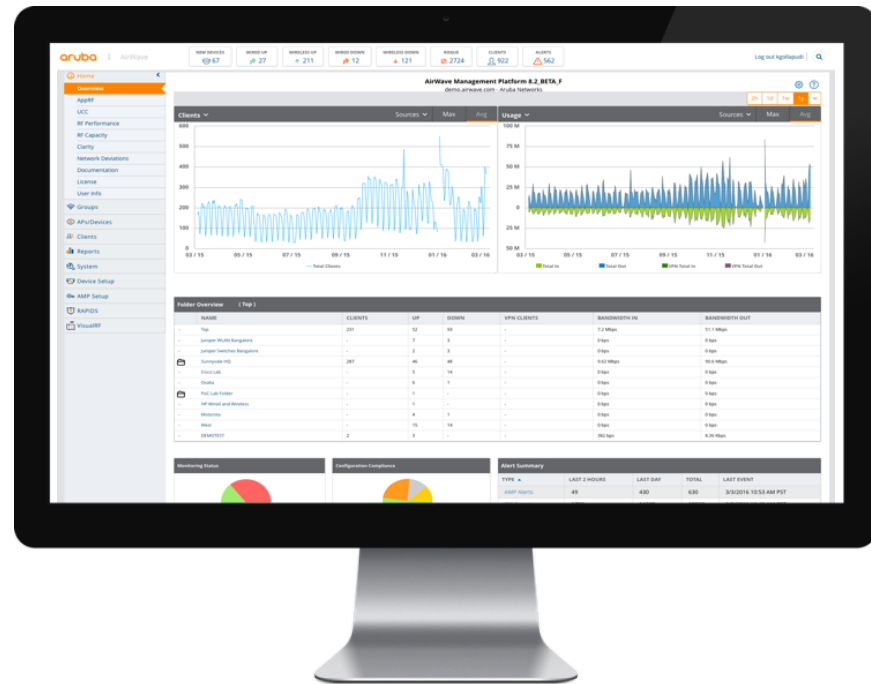 aruba | AirWave
NEW DEVICES WIRED UP WIRELESS UP WIRED DOWN WIRELESS DOWN ROGUE CLIENTS ALERTS
67 27 211 12 121 2724 922 562
Log out kgollapudi
Home
Overview
AppRF
UCC
RF Performance
RF Capacity
Clarity
Network Deviations
Documentation
License
User Info
Groups
APs/Devices
Clients
Reports
System
Device Setup
AMP Setup
RAPIDS
VisualRF
AirWave Management Platform 8.2_BETA_F
demo.airwave.com - Aruba Networks
2h 1d 1w 1y
Clients Sources Max Avg
600
500
400
300
200
100
0
03 / 15 05 / 15 07 / 15 09 / 15 11 / 15 01 / 16 03 / 16
Total Clients
Usage Sources Max Avg
100 M
75 M
50 M
25 M
0
25 M
50 M
03 / 15 05 / 15 07 / 15 09 / 15 11 / 15 01 / 16 03 / 16
Total In Total Out VPN Total In VPN Total Out
Folder Overview (Top)
NAME CLIENTS UP DOWN VPN CLIENTS BANDWIDTH IN BANDWIDTH OUT
- Top 231 52 93 - 7.2 Mbps 51.1 Mbps
- Juniper WLAN Bangalore - 7 3 - 0 bps 0 bps
- Juniper Switches Bangalore - 2 3 - 0 bps 0 bps
Sunnyvale HQ 287 46 48 - 9.62 Mbps 90.6 Mbps
- Cisco Lab - 5 14 - 0 bps 0 bps
- Osaka - 6 1 - 0 bps 0 bps
PoC Lab Folder - 1 - - 0 bps 0 bps
- HP Wired and Wireless - 1 - - 0 bps 0 bps
- Motorola - 4 1 - 0 bps 0 bps
- West - 15 14 - 0 bps 0 bps
- DEMOTEST 2 3 - - 382 bps 8.30 Kbps
Monitoring Status
Configuration Compliance
Alert Summary
TYPE LAST 2 HOURS LAST DAY TOTAL LAST EVENT
AMP Alerts 49 430 630 3/3/2016 10:53 AM PST